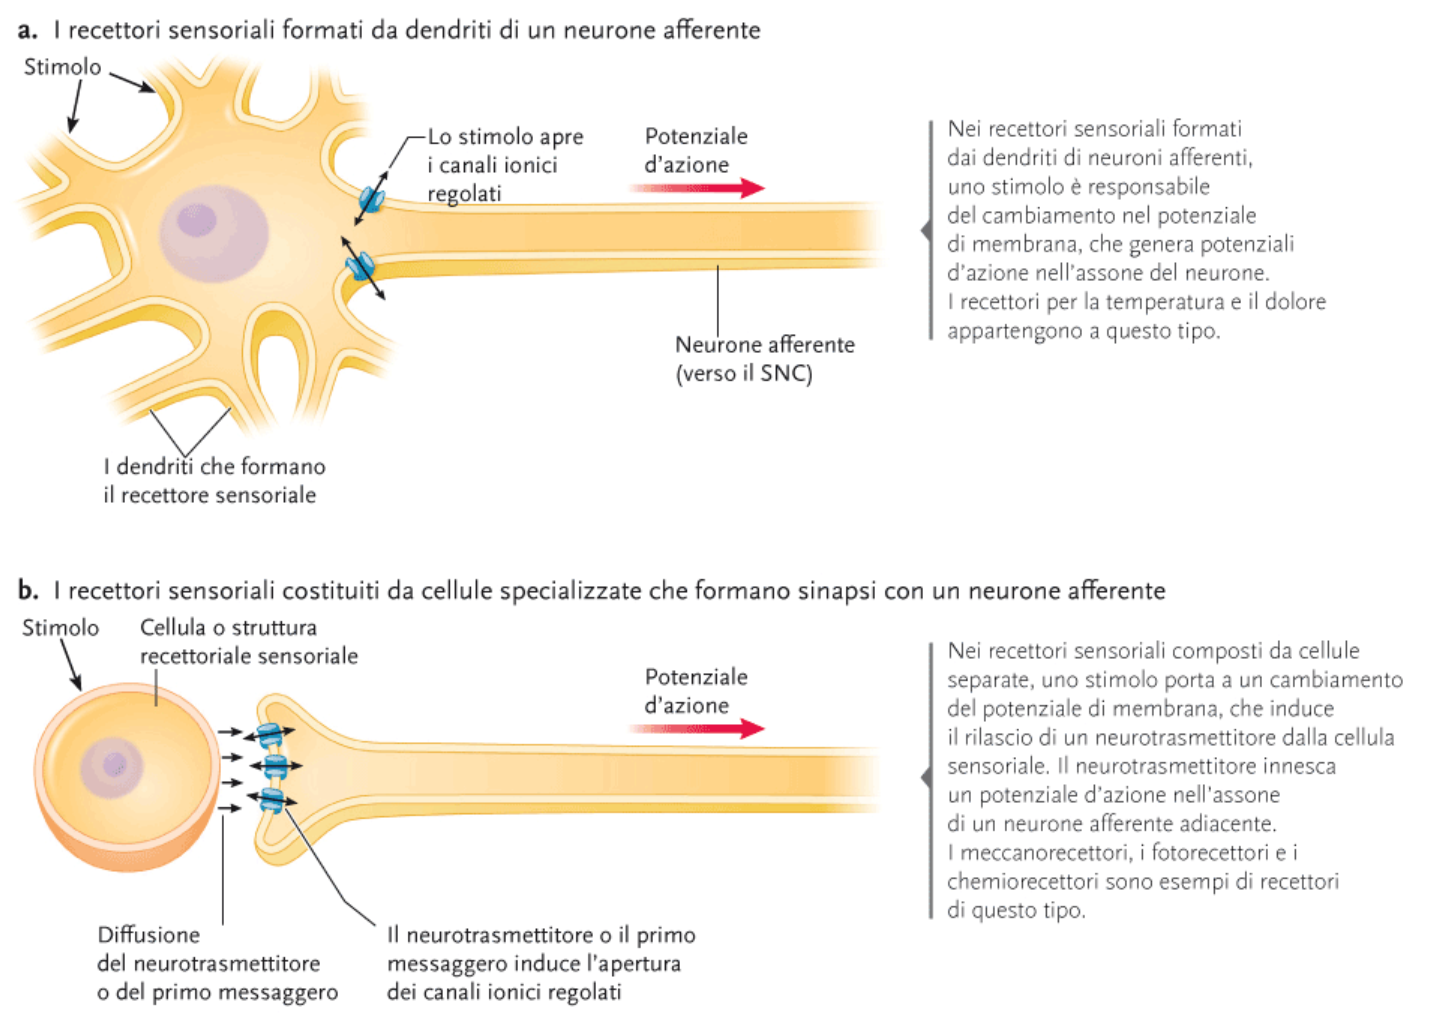 a. I recettori sensoriali formati da dendriti di un neurone afferente
Stimolo
Lo stimolo apre
i canali ionici
regolati
Potenziale
d'azione
Neurone afferente
(verso il SNC)
I dendriti che formano
il recettore sensoriale
Nei recettori sensoriali formati
dai dendriti di neuroni afferenti,
uno stimolo è responsabile
del cambiamento nel potenziale
di membrana, che genera potenziali
d'azione nell'assone del neurone.
I recettori per la temperatura e il dolore
appartengono a questo tipo.
b. I recettori sensoriali costituiti da cellule specializzate che formano sinapsi con un neurone afferente
Stimolo
Cellula o struttura
recettoriale sensoriale
Potenziale
d'azione
Diffusione
del neurotrasmettitore
o del primo messaggero
Il neurotrasmettitore o il primo
messaggero induce l'apertura
dei canali ionici regolati
Nei recettori sensoriali composti da cellule
separate, uno stimolo porta a un cambiamento
del potenziale di membrana, che induce
il rilascio di un neurotrasmettitore dalla cellula
sensoriale. Il neurotrasmettitore innesca
un potenziale d'azione nell'assone
di un neurone afferente adiacente.
I meccanorecettori, i fotorecettori e i
chemiorecettori sono esempi di recettori
di questo tipo.